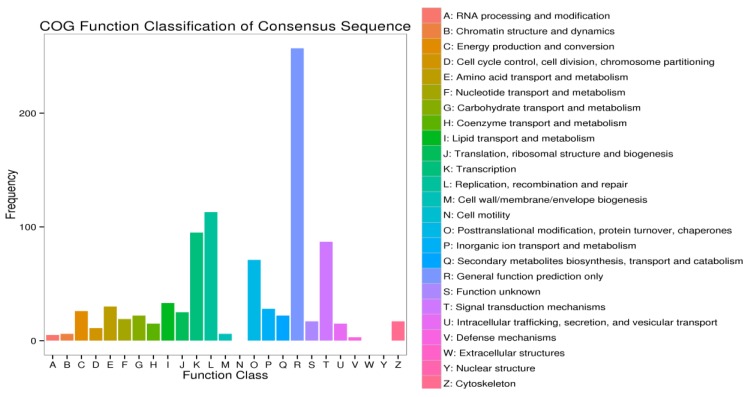 COG Function Classification of Consensus Sequence
Frequency
200
100
0
A B C D E F G H I J K L M N O P Q R S T U V W Y Z
Function Class
A: RNA processing and modification
B: Chromatin structure and dynamics
C: Energy production and conversion
D: Cell cycle control, cell division, chromosome partitioning
E: Amino acid transport and metabolism
F: Nucleotide transport and metabolism
G: Carbohydrate transport and metabolism
H: Coenzyme transport and metabolism
I: Lipid transport and metabolism
J: Translation, ribosomal structure and biogenesis
K: Transcription
L: Replication, recombination and repair
M: Cell wall/membrane/envelope biogenesis
N: Cell motility
O: Posttranslational modification, protein turnover, chaperones
P: Inorganic ion transport and metabolism
Q: Secondary metabolites biosynthesis, transport and catabolism
R: General function prediction only
S: Function unknown
T: Signal transduction mechanisms
U: Intracellular trafficking, secretion, and vesicular transport
V: Defense mechanisms
W: Extracellular structures
Y: Nuclear structure
Z: Cytoskeleton